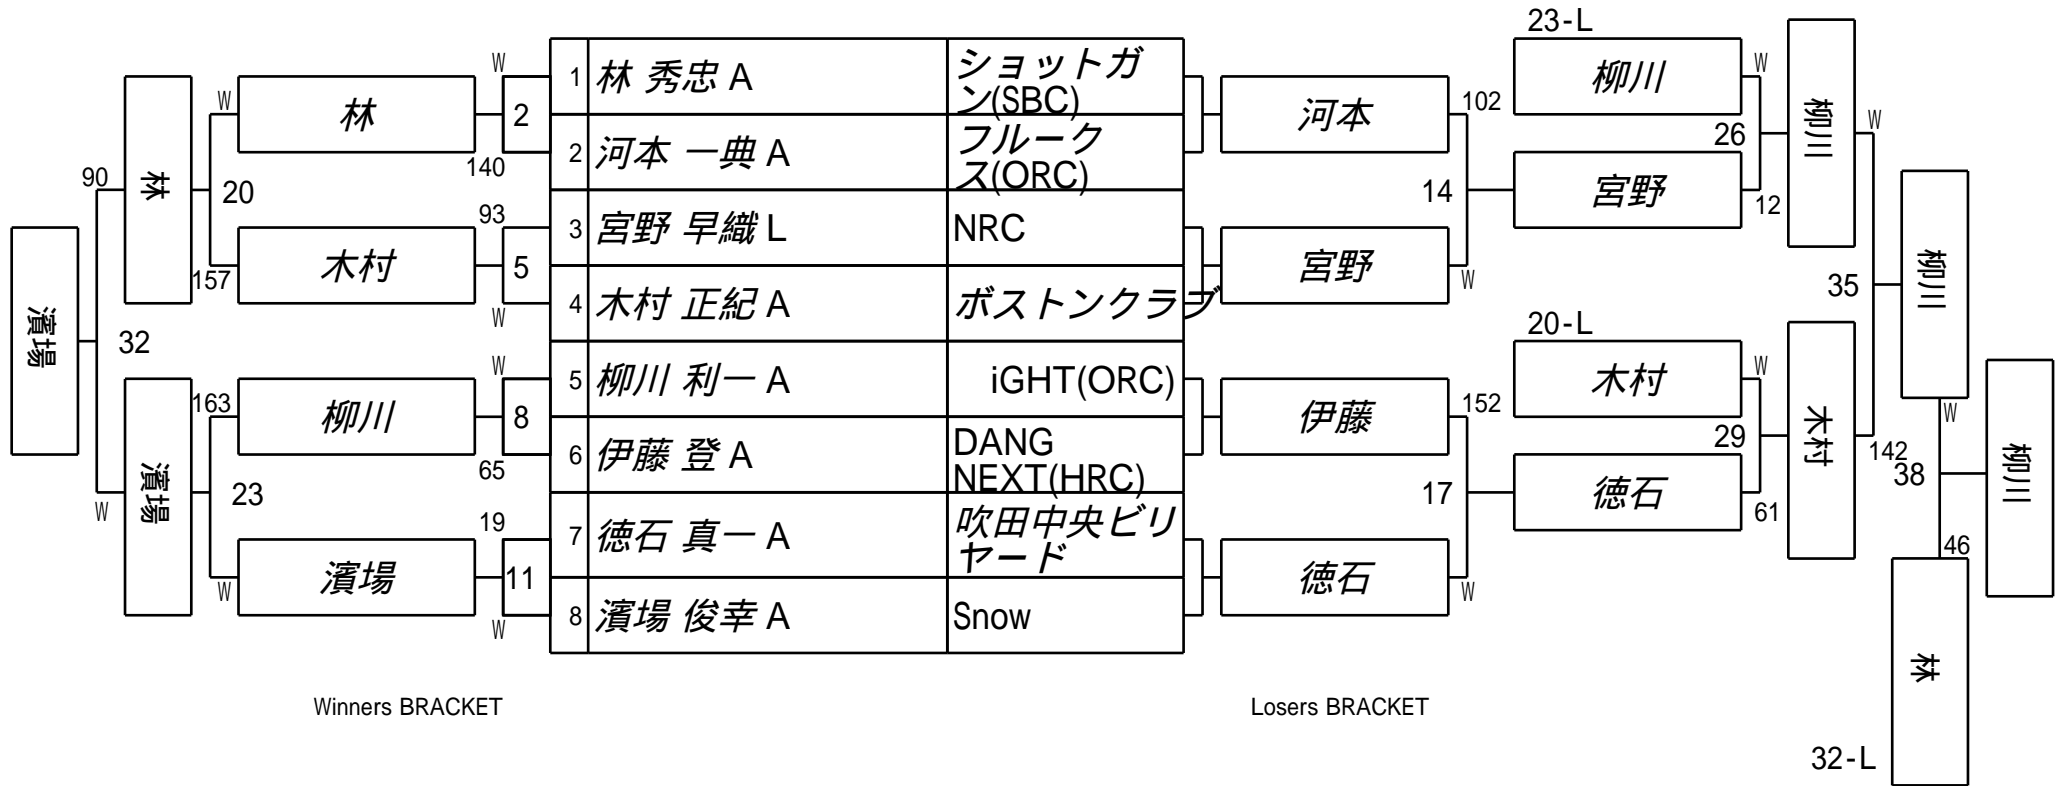 23-L
W
1 林 秀忠 A ショットガ
ン(SBC)
柳川
W
林
2
河本
102
柳川
W
W
140
2 河本 一典 A フルーク
ス(ORC)
26
90
林
20
14
宮野
12
柳川
157
木村
93
5
W
3 宮野 早織 L NRC
宮野
W
35
4 木村 正紀 A ボストンクラブ
濱場
32
20-L
163
柳川
W
8
65
5 柳川 利一 A iGHT(ORC)
伊藤
152
木村
W
木村
142
W
6 伊藤 登 A DANG
NEXT(HRC)
29
38
柳川
W
濱場
23
17
徳石
61
W
濱場
19
11
W
7 徳石 真一 A 吹田中央ビリ
ヤード
徳石
W
46
8 濱場 俊幸 A Snow
林
Winners BRACKET
Losers BRACKET
32-L